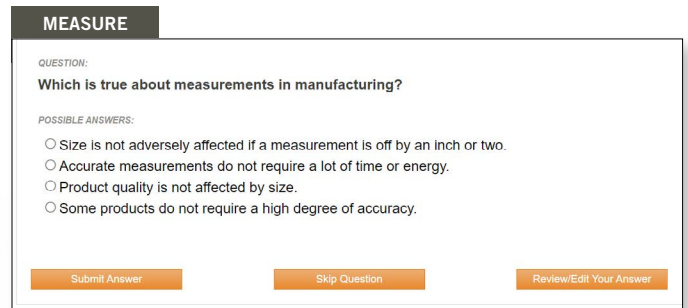 MEASURE
QUESTION:
Which is true about measurements in manufacturing?
POSSIBLE ANSWERS:
Size is not adversely affected if a measurement is off by an inch or two.
Accurate measurements do not require a lot of time or energy.
Product quality is not affected by size.
Some products do not require a high degree of accuracy.
Submit Answer Skip Question Review/Edit Your Answer